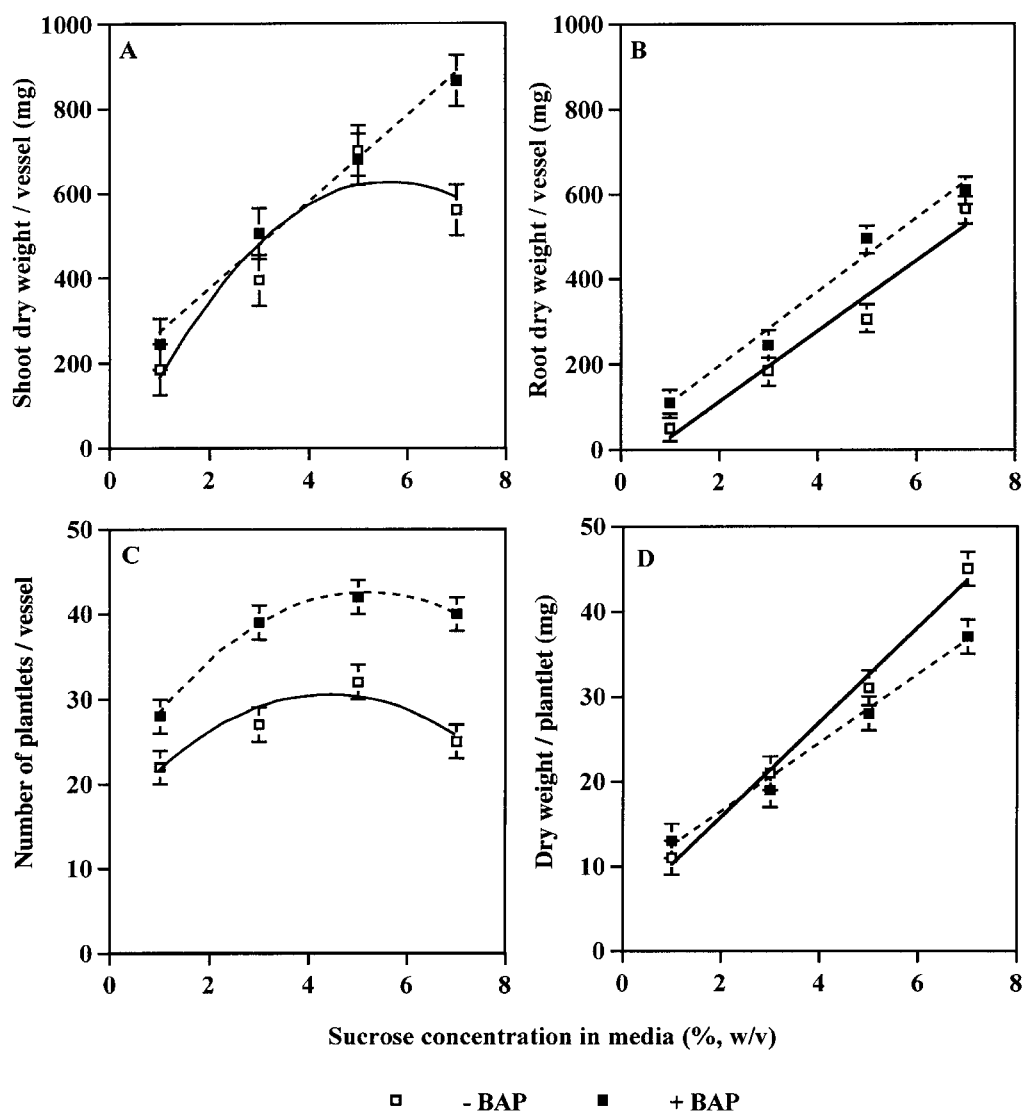 A
Shoot dry weight / vessel (mg)
1000
800
600
400
200
0
0 2 4 6 8
B
Root dry weight / vessel (mg)
1000
800
600
400
200
0
0 2 4 6 8
C
Number of plantlets / vessel
50
40
30
20
10
0
0 2 4 6 8
D
Dry weight / plantlet (mg)
50
40
30
20
10
0
0 2 4 6 8
Sucrose concentration in media (%, w/v)
- BAP + BAP